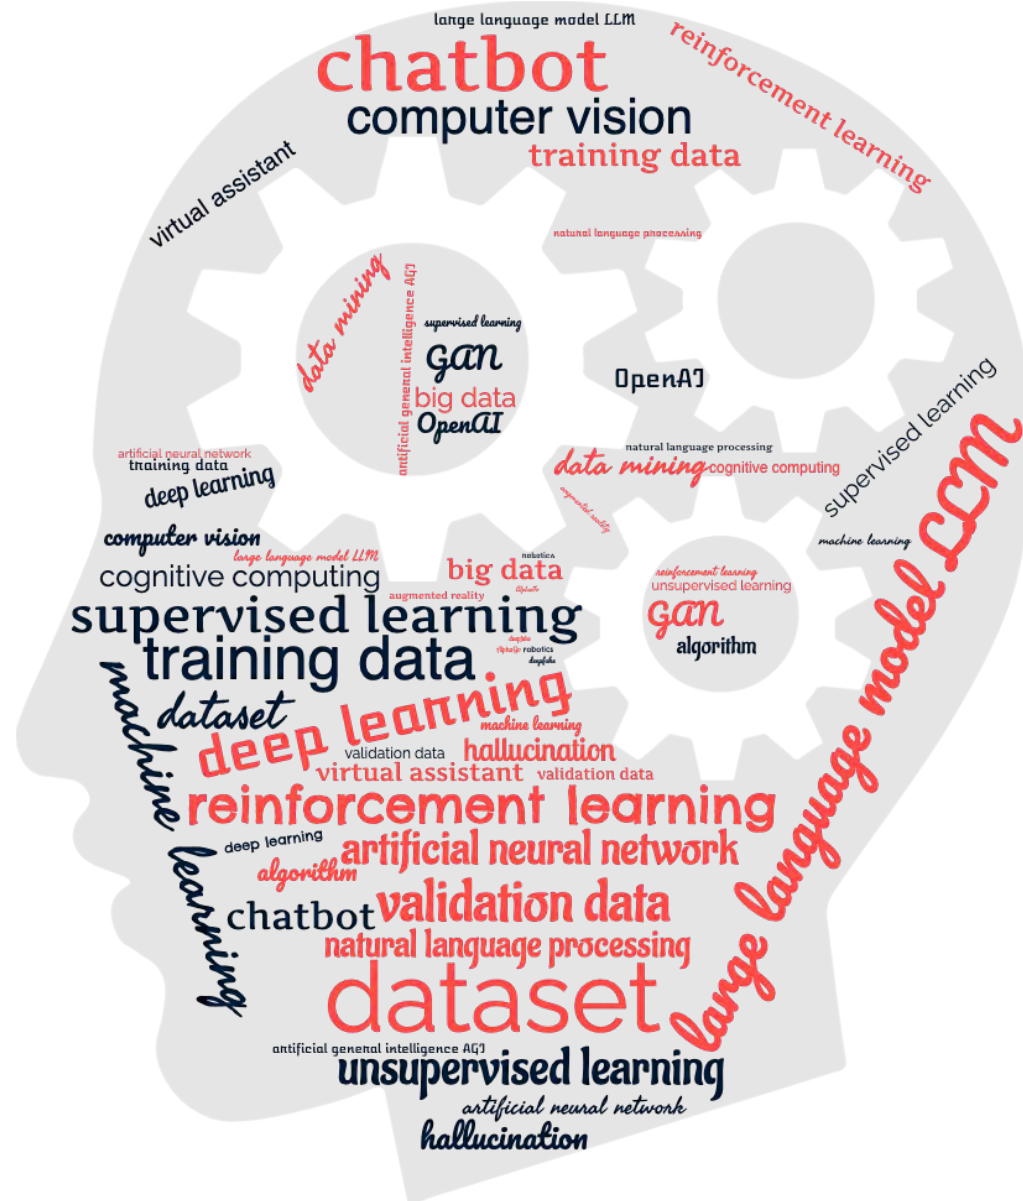 large language model LLM
chatbot
reinforcement learning
computer vision
training data
virtual assistant
natural language processing
data mining
artificial general intelligence AGI
supervised learning
GAN
big data
OpenAI
OpenAI
supervised learning
large language model LLM
artificial neural network
training data
deep learning
natural language processing
data mining
cognitive computing
augmented reality
computer vision
machine learning
large language model LLM
cognitive computing
augmented reality
robotics
big data
AlphaGo
reinforcement learning
unsupervised learning
GAN
algorithm
supervised learning
training data
deepfake
AlphaGo
robotics
deepfake
machine learning
dataset
deep learning
machine learning
validation data
hallucination
virtual assistant
validation data
reinforcement learning
deep learning
artificial neural network
algorithm
chatbot
validation data
natural language processing
dataset
artificial general intelligence AGI
unsupervised learning
artificial neural network
hallucination